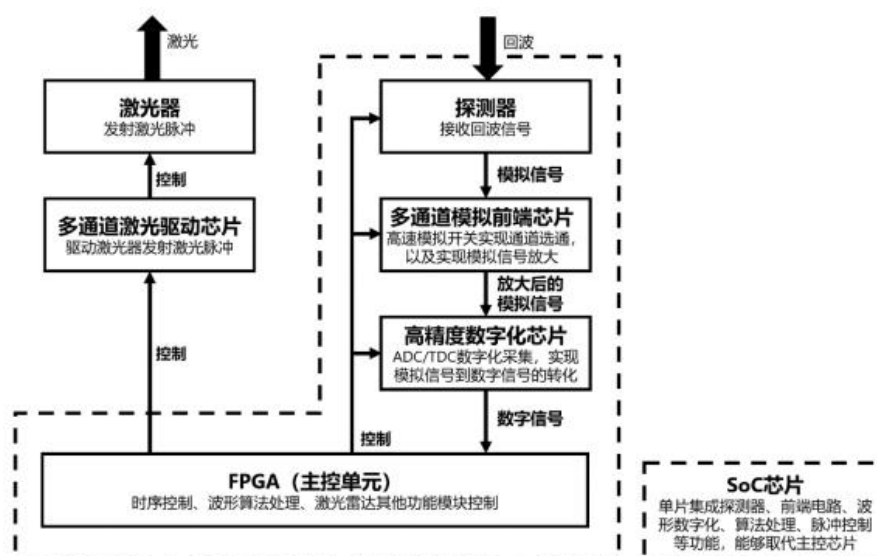 激光
回波
激光器
发射激光脉冲
探测器
接收回波信号
控制
模拟信号
多通道激光驱动芯片
驱动激光器发射激光脉冲
多通道模拟前端芯片
高速模拟开关实现通道选通，
以及实现模拟信号放大
放大后的
模拟信号
控制
高精度数字化芯片
ADC/TDC数字化采集，实现
模拟信号到数字信号的转化
控制
数字信号
FPGA（主控单元）
时序控制、波形算法处理、激光雷达其他功能模块控制
SoC芯片
单片集成探测器、前端电路、波
形数字化、算法处理、脉冲控制
等功能，能够取代主控芯片